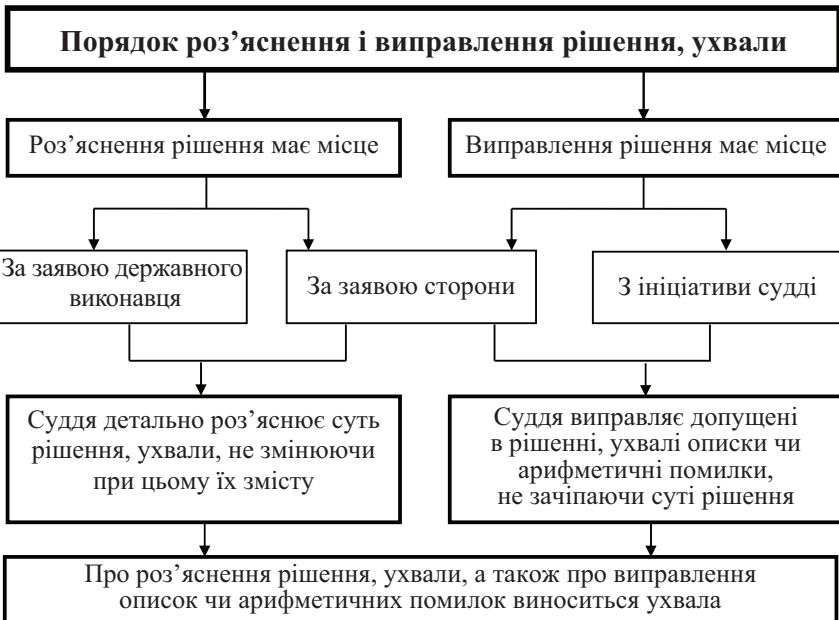 Порядок роз’яснення і виправлення рішення, ухвали
Роз’яснення рішення має місце
Виправлення рішення має місце
За заявою державного
виконавця
За заявою сторони
З ініціативи судді
Суддя детально роз’яснює суть
рішення, ухвали, не змінюючи
при цьому їх змісту
Суддя виправляє допущені
в рішенні, ухвалі описки чи
арифметичні помилки,
не зачіпаючи суті рішення
Про роз’яснення рішення, ухвали, а також про виправлення
описок чи арифметичних помилок виноситься ухвала